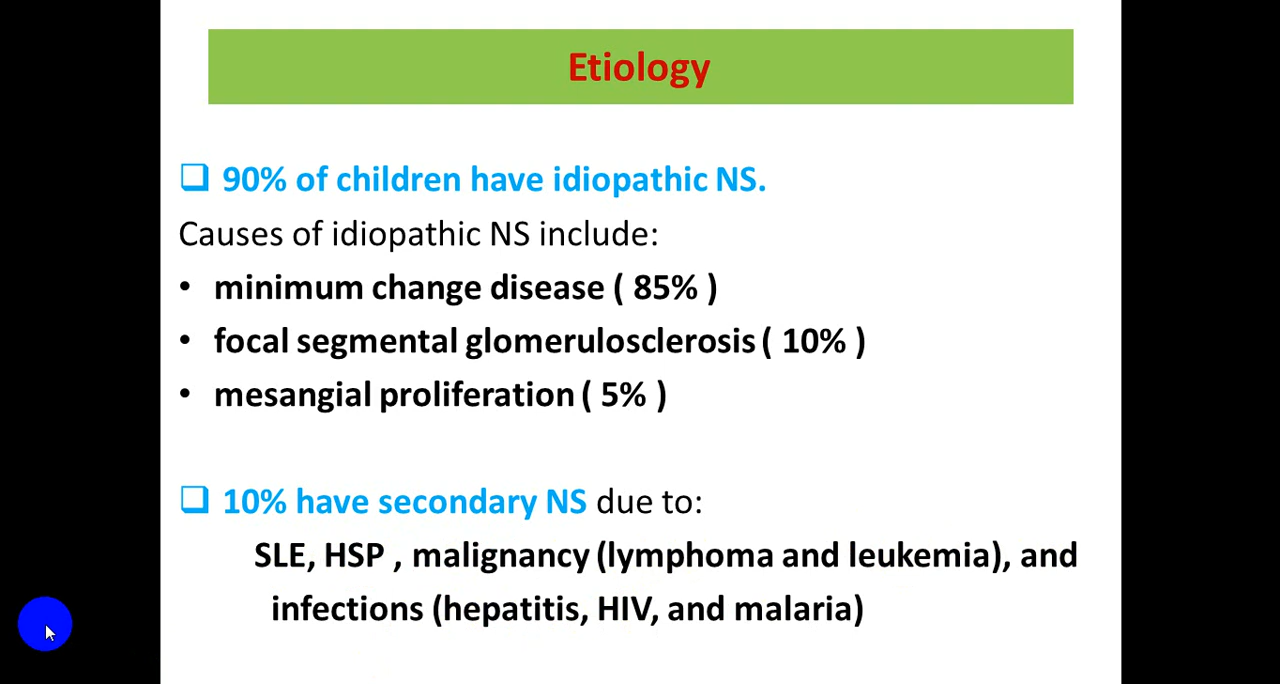 Etiology
❑ 90% of children have idiopathic NS.
Causes of idiopathic NS include:
• minimum change disease ( 85% )
• focal segmental glomerulosclerosis ( 10% )
• mesangial proliferation ( 5% )
❑ 10% have secondary NS due to:
SLE, HSP , malignancy (lymphoma and leukemia), and
infections (hepatitis, HIV, and malaria)